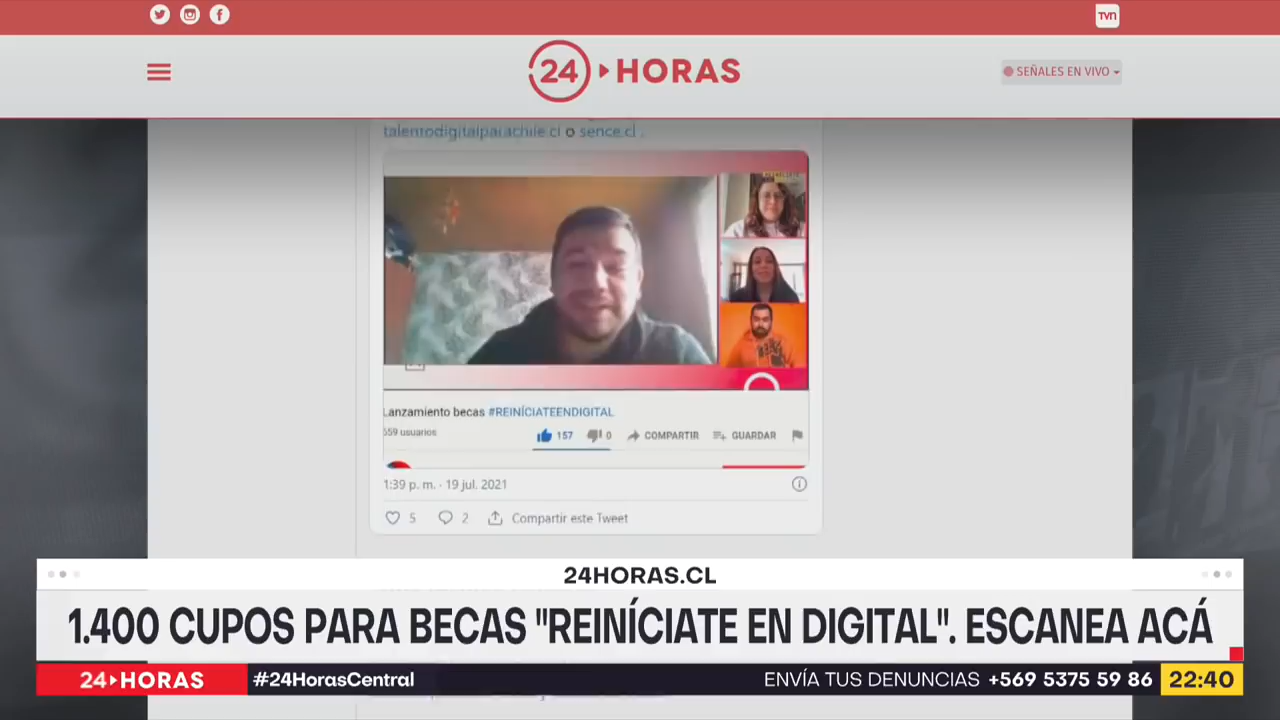 TVN
24 HORAS
SEÑALES EN VIVO
talentodigitalparachile.cl o sence.cl .
Lanzamiento becas #REINÍCIATEENDIGITAL
659 usuarios
157
0
COMPARTIR
GUARDAR
1:39 p. m. · 19 jul. 2021
5
2
Compartir este Tweet
24HORAS.CL
1.400 CUPOS PARA BECAS "REINÍCIATE EN DIGITAL". ESCANEA ACÁ
24 HORAS
#24HorasCentral
ENVÍA TUS DENUNCIAS +569 5375 59 86
22:40